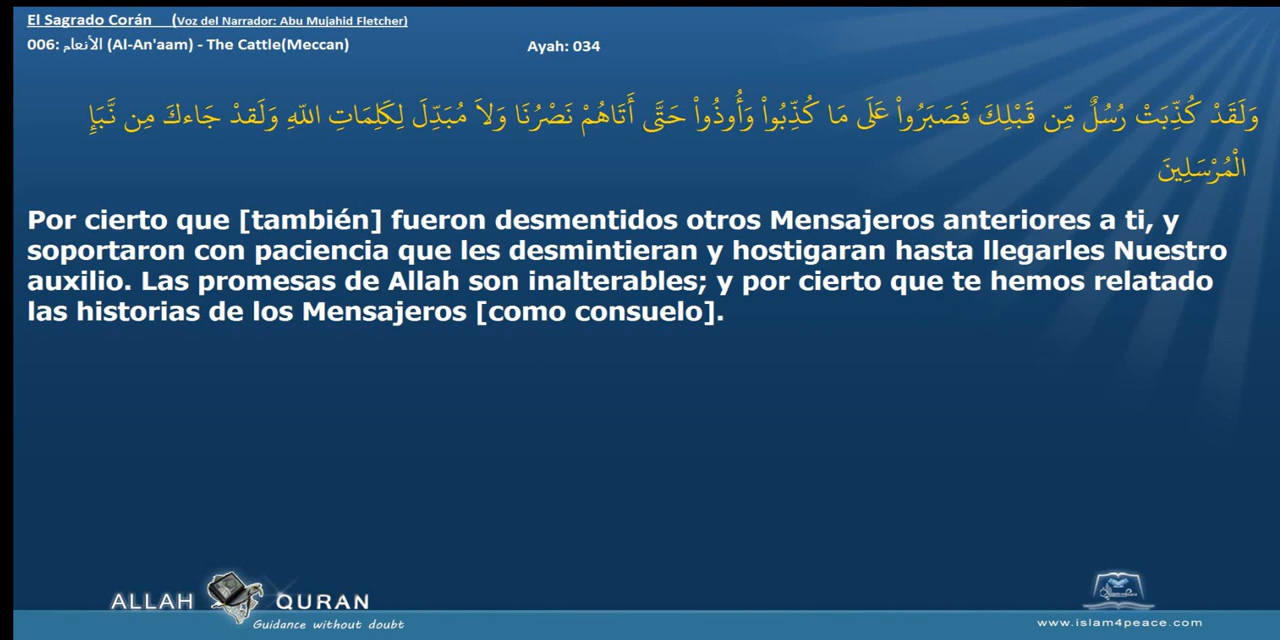 El Sagrado Corán (Voz del Narrador: Abu Mujahid Fletcher)
006: الأنعام (Al-An'aam) - The Cattle(Meccan) Ayah: 034
وَلَقَدْ كُذِّبَتْ رُسُلٌ مِّن قَبْلِكَ فَصَبَرُواْ عَلَى مَا كُذِّبُواْ وَأُوذُواْ حَتَّى أَتَاهُمْ نَصْرُنَا وَلاَ مُبَدِّلَ لِكَلِمَاتِ اللّهِ وَلَقدْ جَاءكَ مِن نَّبَإِ
الْمُرْسَلِينَ
Por cierto que [también] fueron desmentidos otros Mensajeros anteriores a ti, y
soportaron con paciencia que les desmintieran y hostigaran hasta llegarles Nuestro
auxilio. Las promesas de Allah son inalterables; y por cierto que te hemos relatado
las historias de los Mensajeros [como consuelo].
ALLAH QURAN
Guidance without doubt
www.islam4peace.com